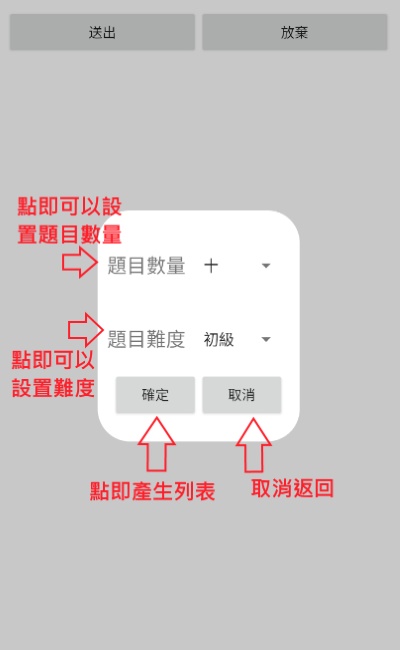 送出
放棄
點即可以設
置題目數量
題目數量
十
題目難度
初級
點即可以
設置難度
確定
取消
點即產生列表
取消返回